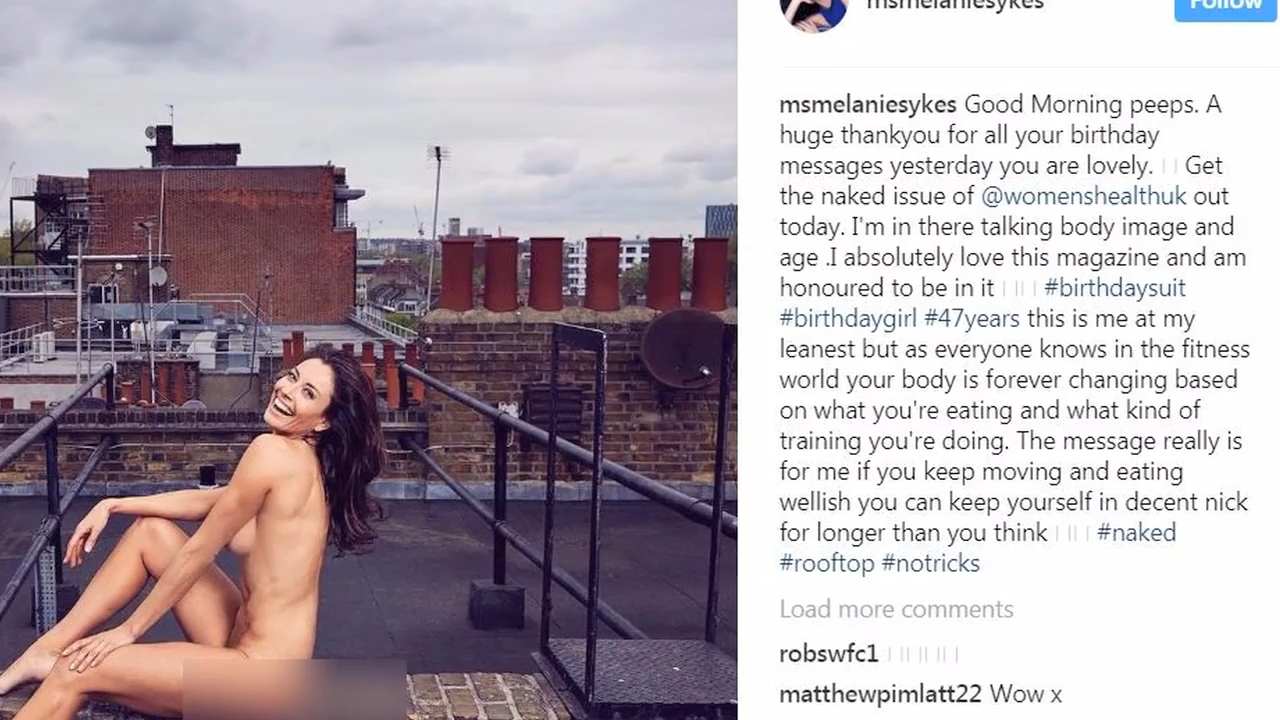 msmelaniesykes
Follow
msmelaniesykes Good Morning peeps. A
huge thankyou for all your birthday
messages yesterday you are lovely. Get
the naked issue of @womenshealthuk out
today. I'm in there talking body image and
age .I absolutely love this magazine and am
honoured to be in it #birthdaysuit
#birthdaygirl #47years this is me at my
leanest but as everyone knows in the fitness
world your body is forever changing based
on what you're eating and what kind of
training you're doing. The message really is
for me if you keep moving and eating
wellish you can keep yourself in decent nick
for longer than you think #naked
#rooftop #notricks
Load more comments
robswfc1
matthewpimlatt22 Wow x